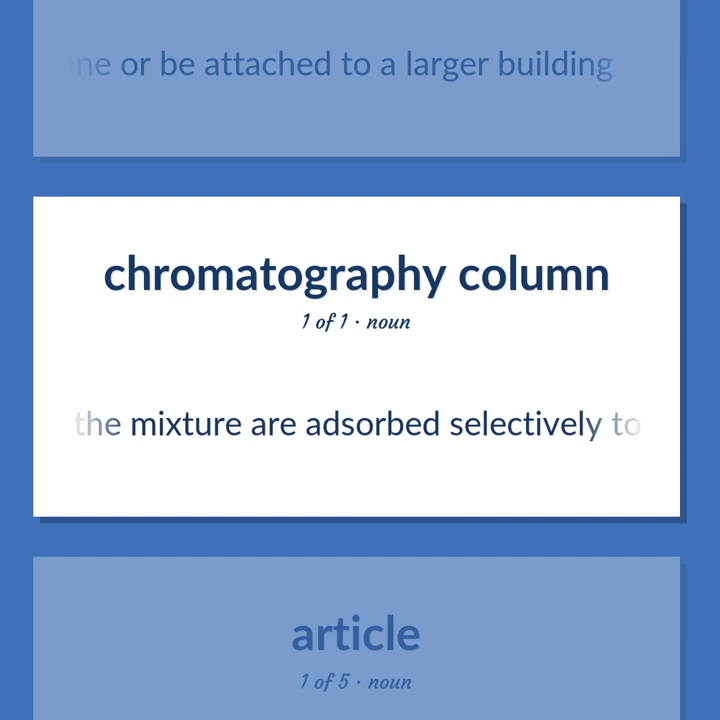 or be attached to a larger building
chromatography column
1 of 1 · noun
the mixture are adsorbed selectively to
article
1 of 5 · noun